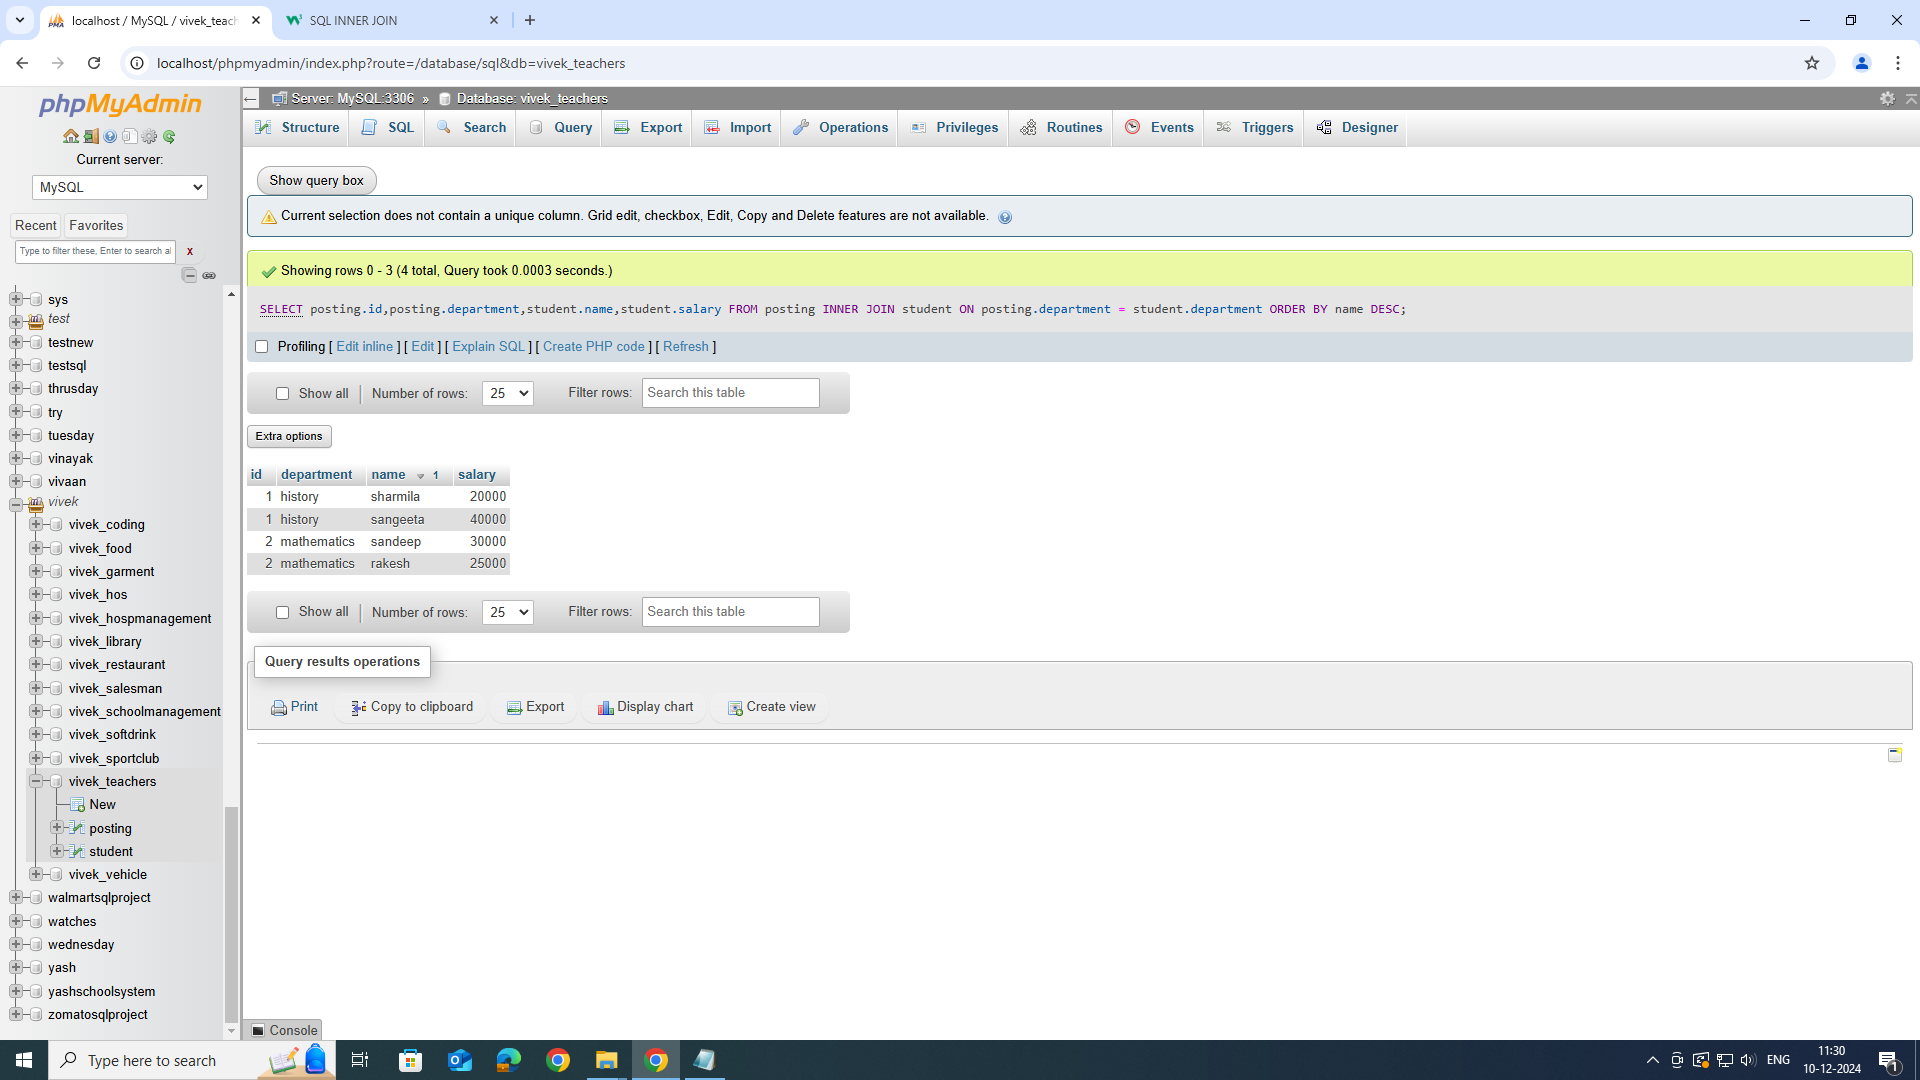 localhost / MySQL / vivek_teach
SQL INNER JOIN
localhost/phpmyadmin/index.php?route=/database/sql&db=vivek_teachers
phpMyAdmin
Current server:
MySQL
Recent
Favorites
Type to filter these, Enter to search al
X
sys
test
testnew
testsql
thrusday
try
tuesday
vinayak
vivaan
vivek
vivek_coding
vivek_food
vivek_garment
vivek_hos
vivek_hospmanagement
vivek_library
vivek_restaurant
vivek_salesman
vivek_schoolmanagement
vivek_softdrink
vivek_sportclub
vivek_teachers
New
posting
student
vivek_vehicle
walmartsqlproject
watches
wednesday
yash
yashschoolsystem
zomatosqlproject
Server: MySQL:3306 » Database: vivek_teachers
Structure SQL Search Query Export Import Operations Privileges Routines Events Triggers Designer
Show query box
Current selection does not contain a unique column. Grid edit, checkbox, Edit, Copy and Delete features are not available.
Showing rows 0 - 3 (4 total, Query took 0.0003 seconds.)
SELECT posting.id,posting.department,student.name,student.salary FROM posting INNER JOIN student ON posting.department = student.department ORDER BY name DESC;
Profiling [ Edit inline ] [ Edit ] [ Explain SQL ] [ Create PHP code ] [ Refresh ]
Show all Number of rows: 25 Filter rows: Search this table
Extra options
id department name 1 salary
1 history sharmila 20000
1 history sangeeta 40000
2 mathematics sandeep 30000
2 mathematics rakesh 25000
Show all Number of rows: 25 Filter rows: Search this table
Query results operations
Print Copy to clipboard Export Display chart Create view
Console
Type here to search
ENG
11:30
10-12-2024
1